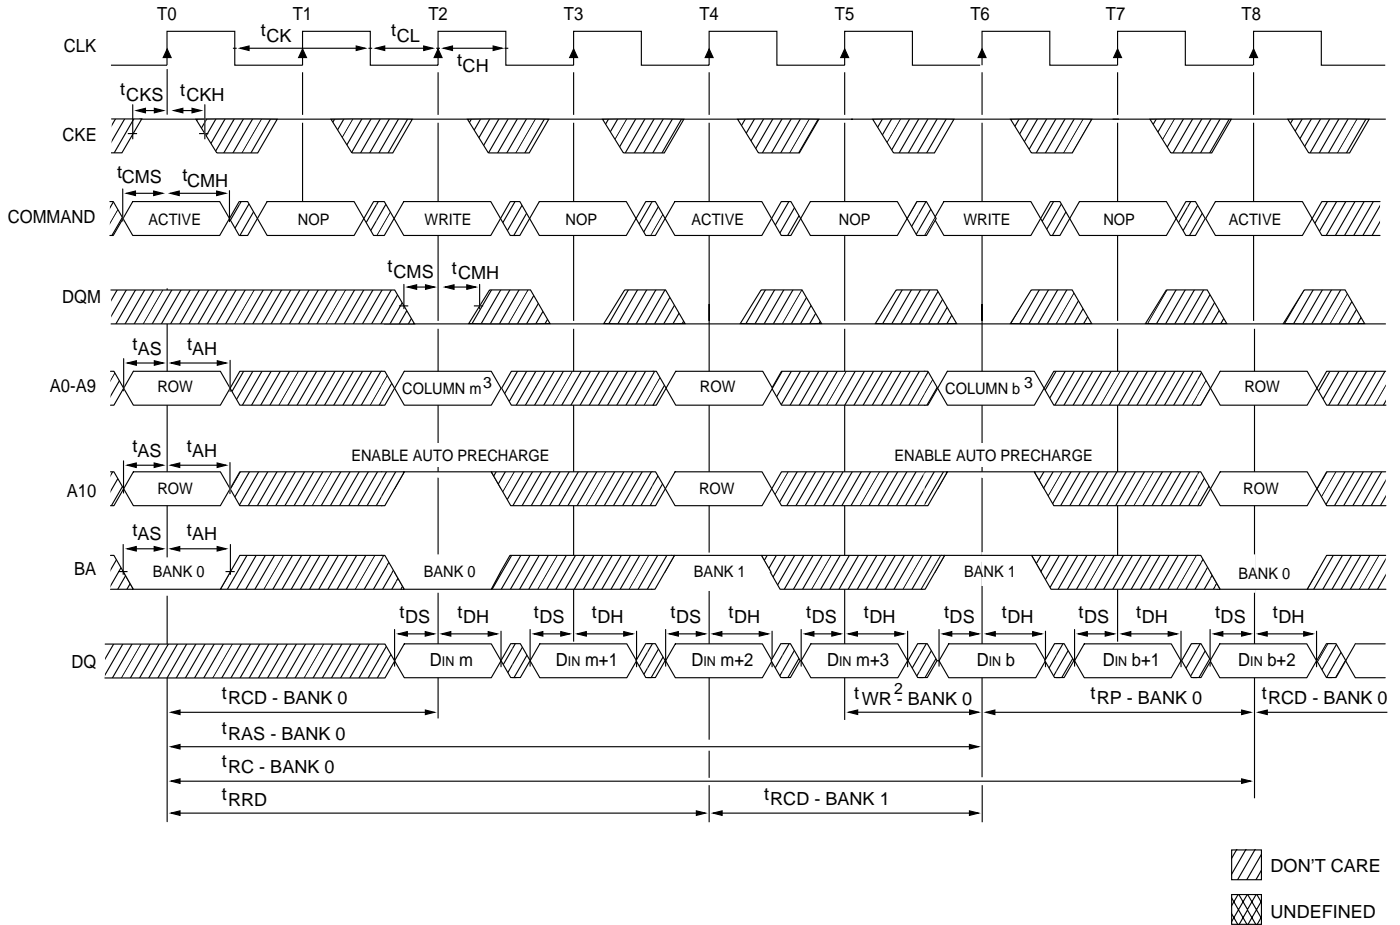 T0 T1 T2 T3 T4 T5 T6 T7 T8
CLK tCK tCL tCH
tCKS tCKH
CKE
tCMS tCMH
COMMAND ACTIVE NOP WRITE NOP ACTIVE NOP WRITE NOP ACTIVE
tCMS tCMH
DQM
tAS tAH
A0-A9 ROW COLUMN m3 ROW COLUMN b 3 ROW
tAS tAH ENABLE AUTO PRECHARGE ENABLE AUTO PRECHARGE
A10 ROW ROW ROW
tAS tAH
BA BANK 0 BANK 0 BANK 1 BANK 1 BANK 0
tDS tDH tDS tDH tDS tDH tDS tDH tDS tDH tDS tDH tDS tDH
DQ DIN m DIN m+1 DIN m+2 DIN m+3 DIN b DIN b+1 DIN b+2
tRCD - BANK 0 tWR2 - BANK 0 tRP - BANK 0 tRCD - BANK 0
tRAS - BANK 0
tRC - BANK 0
tRRD tRCD - BANK 1
DON'T CARE
UNDEFINED